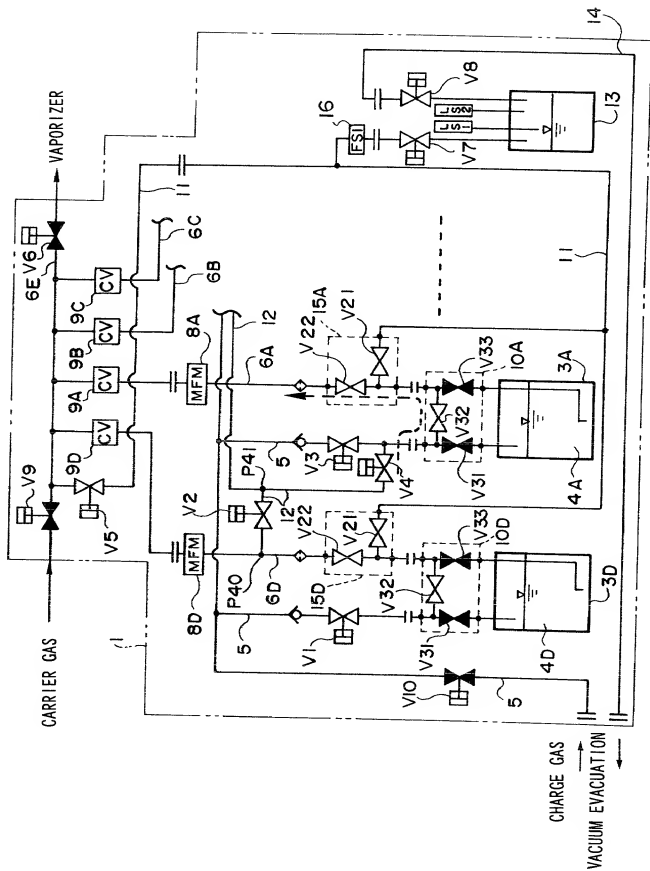 14
V8
16
FS1
V7
LS1
LS2
13
VAPORIZER
11
V6
6E
6C
6B
CV
9C
CV
9B
CV
9A
CV
9D
8A
MFM
12
6A
V22
15A
V21
11
V33
10A
3A
V32
V31
4A
5
V3
V4
P41
V9
V5
V2
12
P40
MFM
8D
6D
V22
V21
15D
V33
10D
V32
V31
3D
4D
5
V1
V10
5
1
CARRIER GAS
CHARGE GAS
VACUUM EVACUATION